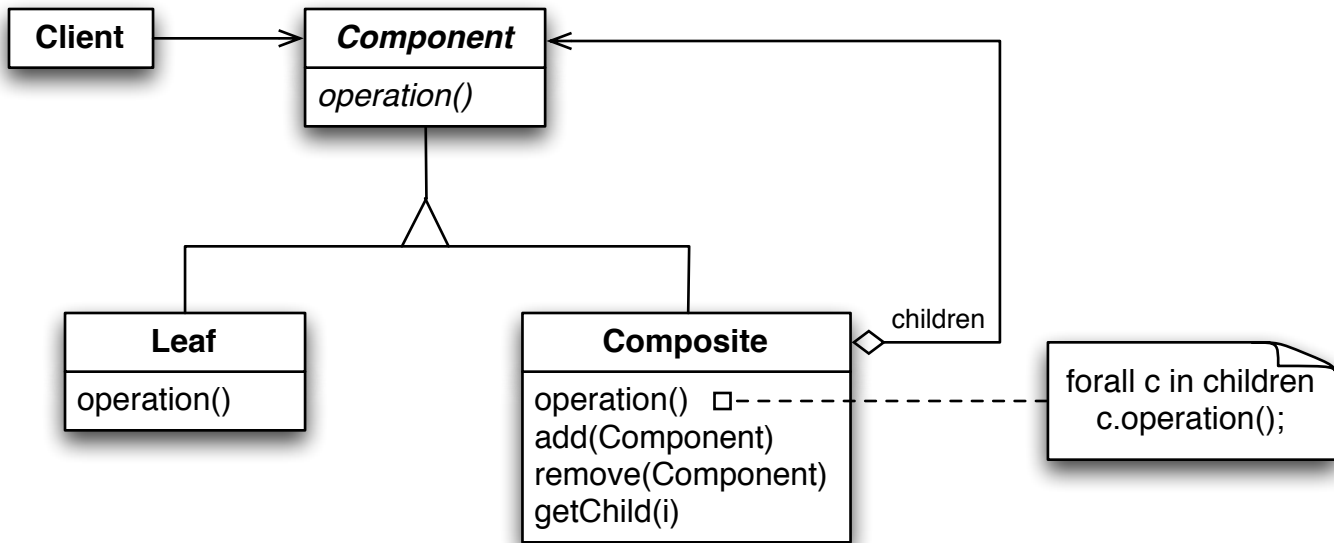 Client
Component
operation()
Leaf
operation()
Composite
operation()
add(Component)
remove(Component)
getChild(i)
children
forall c in children
c.operation();